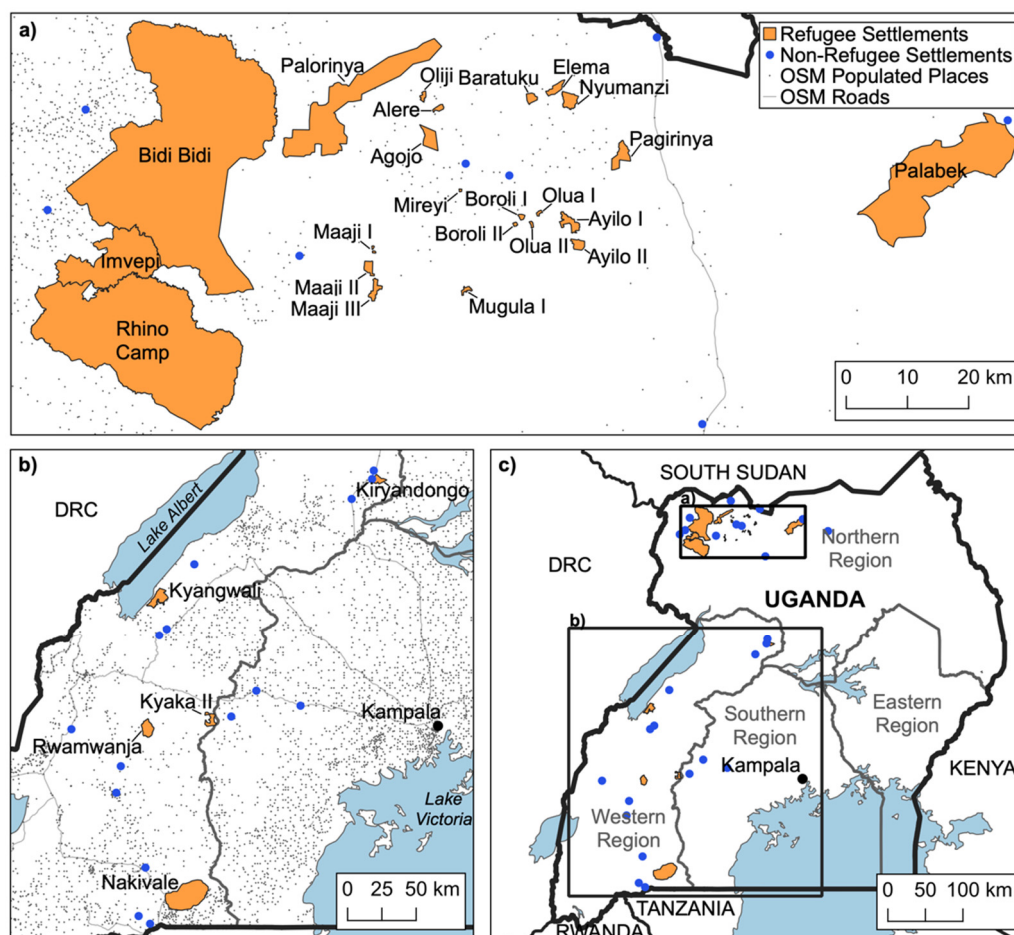 a)
Refugee Settlements
Non-Refugee Settlements
OSM Populated Places
OSM Roads
Palorinya
Oliji
Baratuku
Elema
Nyumanzi
Alere
Bidi Bidi
Agojo
Pagirinya
Palabek
Mireyi
Boroli I
Olua I
Ayilo I
Boroli II
Olua II
Ayilo II
Maaji I
Imvepi
Maaji II
Maaji III
Mugula I
Rhino
Camp
0 10 20 km
b)
DRC
Lake Albert
Kiryandongo
Kyangwali
Kyaka II
Rwamwanja
Kampala
Lake
Victoria
Nakivale
0 25 50 km
c)
SOUTH SUDAN
a)
Northern
Region
DRC
UGANDA
b)
Southern
Region
Eastern
Region
Kampala
KENYA
Western
Region
0 50 100 km
TANZANIA
RWANDA